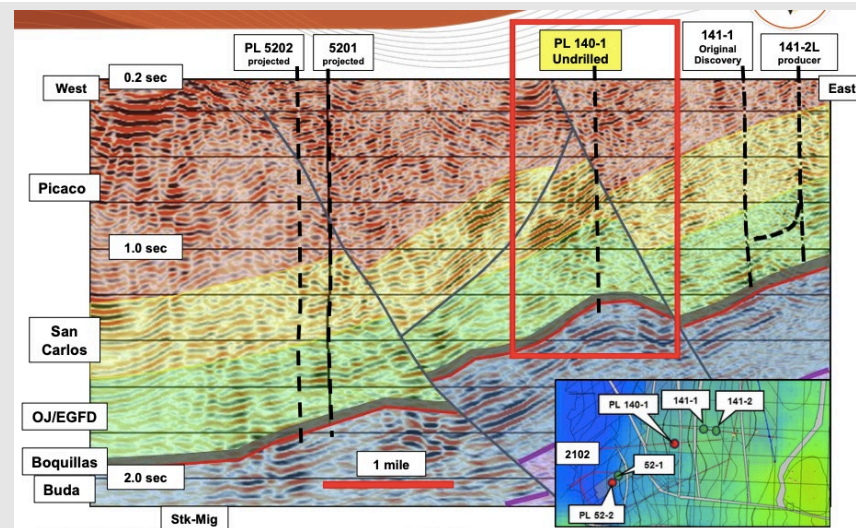 PL 5202
projected
5201
projected
PL 140-1
Undrilled
141-1
Original
Discovery
141-2L
producer
West
0.2 sec
East
Picaco
1.0 sec
San
Carlos
OJ/EGFD
Boquillas
Buda
2.0 sec
1 mile
Stk-Mig
PL 140-1
141-1
141-2
2102
52-1
PL 52-2